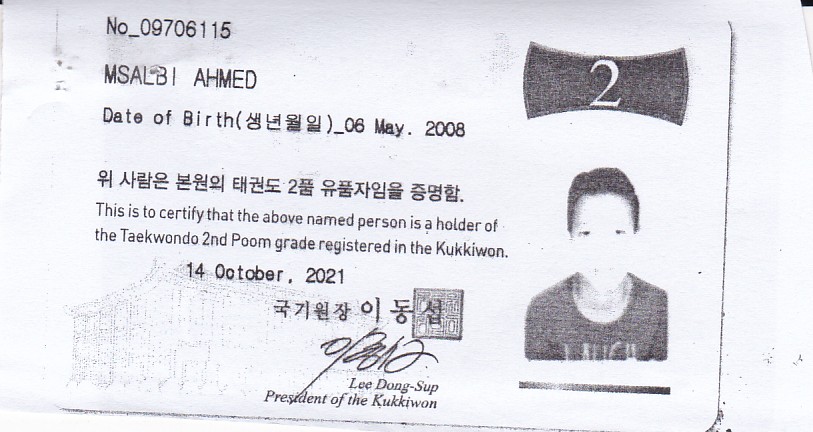 No_09706115
2
MSALBI AHMED
Date of Birth(생년월일)_06 May. 2008
위 사람은 본원의 태권도 2품 유품자임을 증명함.
This is to certify that the above named person is a holder of
the Taekwondo 2nd Poom grade registered in the Kukkiwon.
14 October, 2021
국기원장 이동섭
Lee Dong-Sup
President of the Kukkiwon